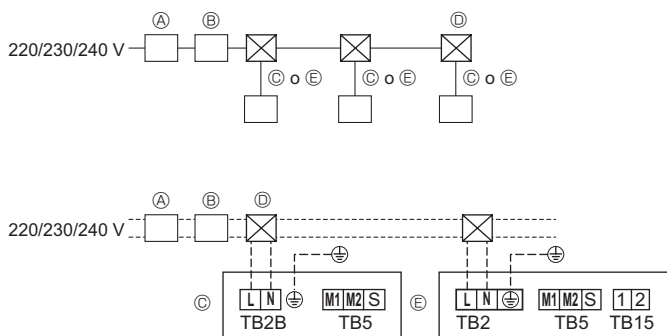 Ⓐ Ⓑ Ⓓ
220/230/240 V
Ⓒ o Ⓔ Ⓒ o Ⓔ Ⓒ o Ⓔ
Ⓐ Ⓑ Ⓓ
220/230/240 V
Ⓒ L N M1 M2 S Ⓔ L N M1 M2 S 1 2
TB2B TB5 TB2 TB5 TB15